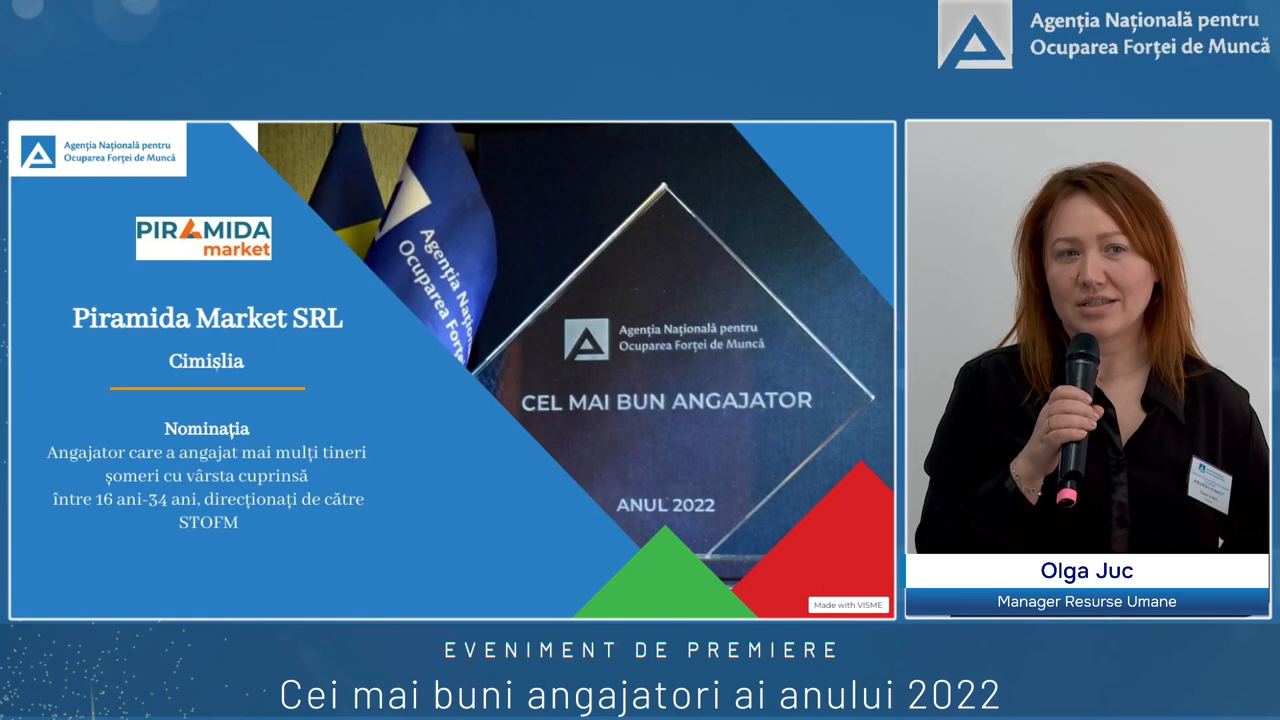 Agenția Națională pentru
Ocuparea Forței de Muncă
Agenția Națională pentru
Ocuparea Forței de Muncă
PIRAMIDA
market
Piramida Market SRL
Cimișlia
Nominația
Angajator care a angajat mai mulți tineri
șomeri cu vârsta cuprinsă
între 16 ani-34 ani, direcționați de către
STOFM
Agenția Națională pentru
Ocuparea Forței de Muncă
CEL MAI BUN ANGAJATOR
ANUL 2022
Made with VISME
Olga Juc
Manager Resurse Umane
EVENIMENT DE PREMIERE
Cei mai buni angajatori ai anului 2022